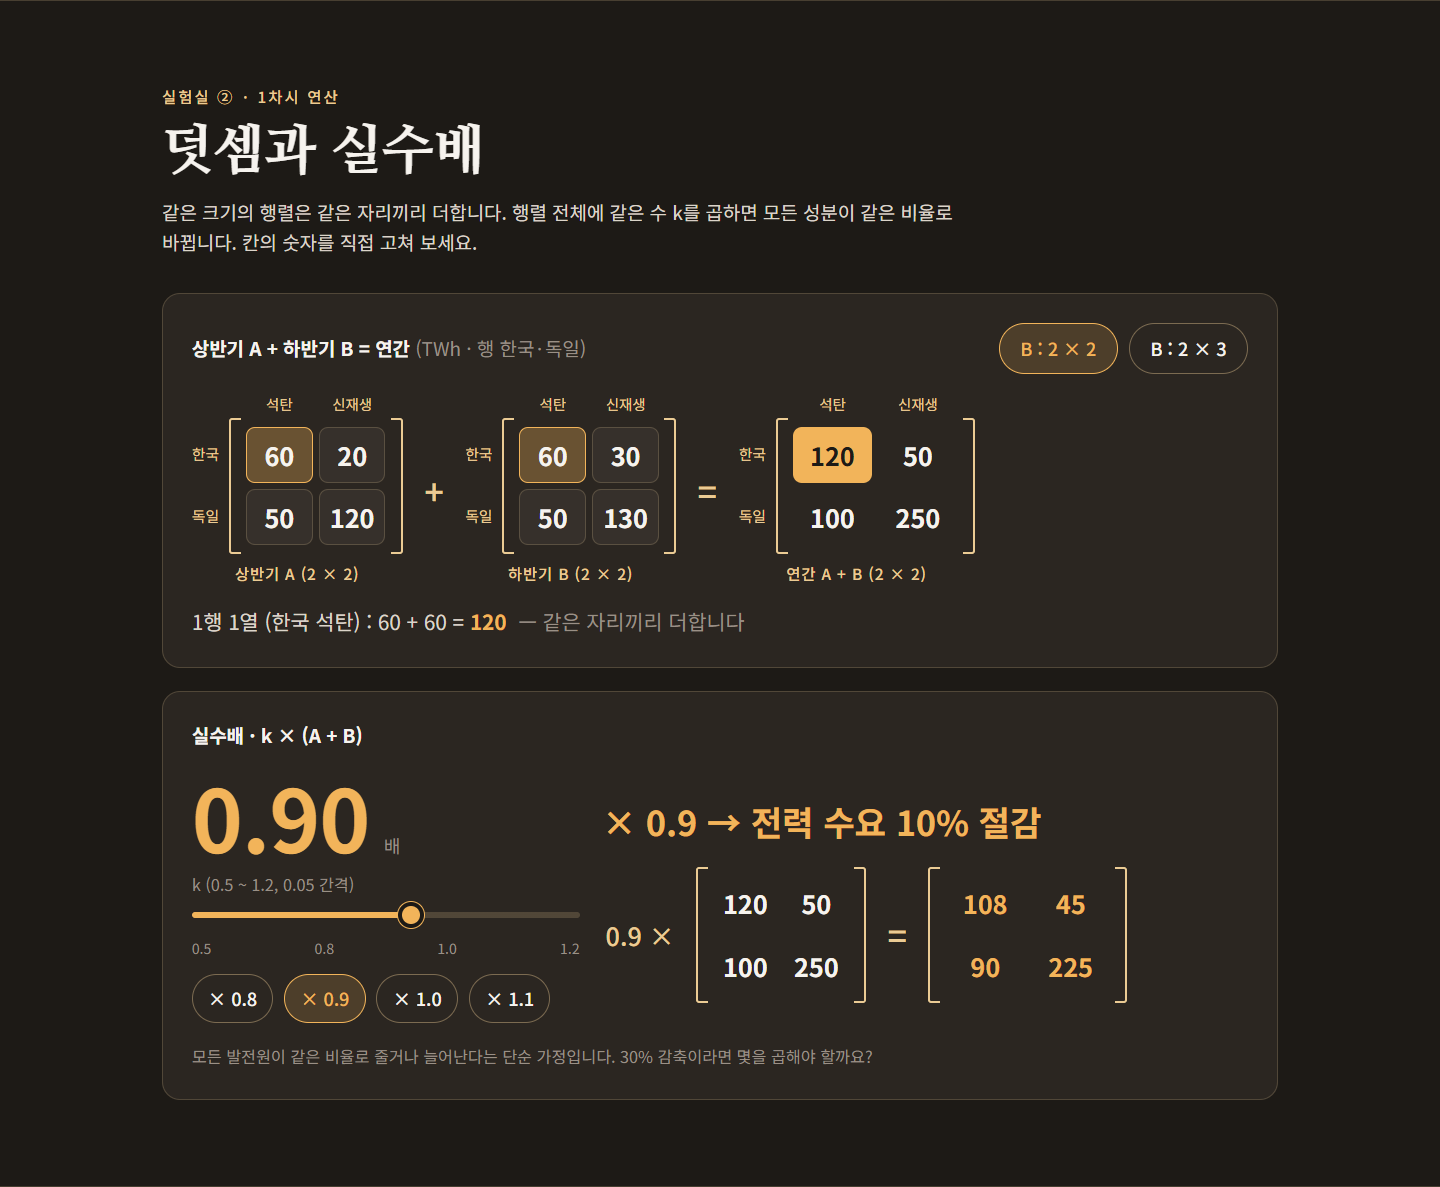 실험실 ② · 1차시 연산
덧셈과 실수배
같은 크기의 행렬은 같은 자리끼리 더합니다. 행렬 전체에 같은 수 k를 곱하면 모든 성분이 같은 비율로
바뀝니다. 칸의 숫자를 직접 고쳐 보세요.
상반기 A + 하반기 B = 연간 (TWh · 행 한국·독일)
B : 2 × 2
B : 2 × 3
석탄 신재생
한국 60 20
독일 50 120
상반기 A (2 × 2)
+
석탄 신재생
한국 60 30
독일 50 130
하반기 B (2 × 2)
=
석탄 신재생
한국 120 50
독일 100 250
연간 A + B (2 × 2)
1행 1열 (한국 석탄) : 60 + 60 = 120 — 같은 자리끼리 더합니다
실수배 · k × (A + B)
0.90 배
k (0.5 ~ 1.2, 0.05 간격)
0.5 0.8 1.0 1.2
× 0.8 × 0.9 × 1.0 × 1.1
× 0.9 → 전력 수요 10% 절감
0.9 ×
120 50
100 250
=
108 45
90 225
모든 발전원이 같은 비율로 줄거나 늘어난다는 단순 가정입니다. 30% 감축이라면 몇을 곱해야 할까요?